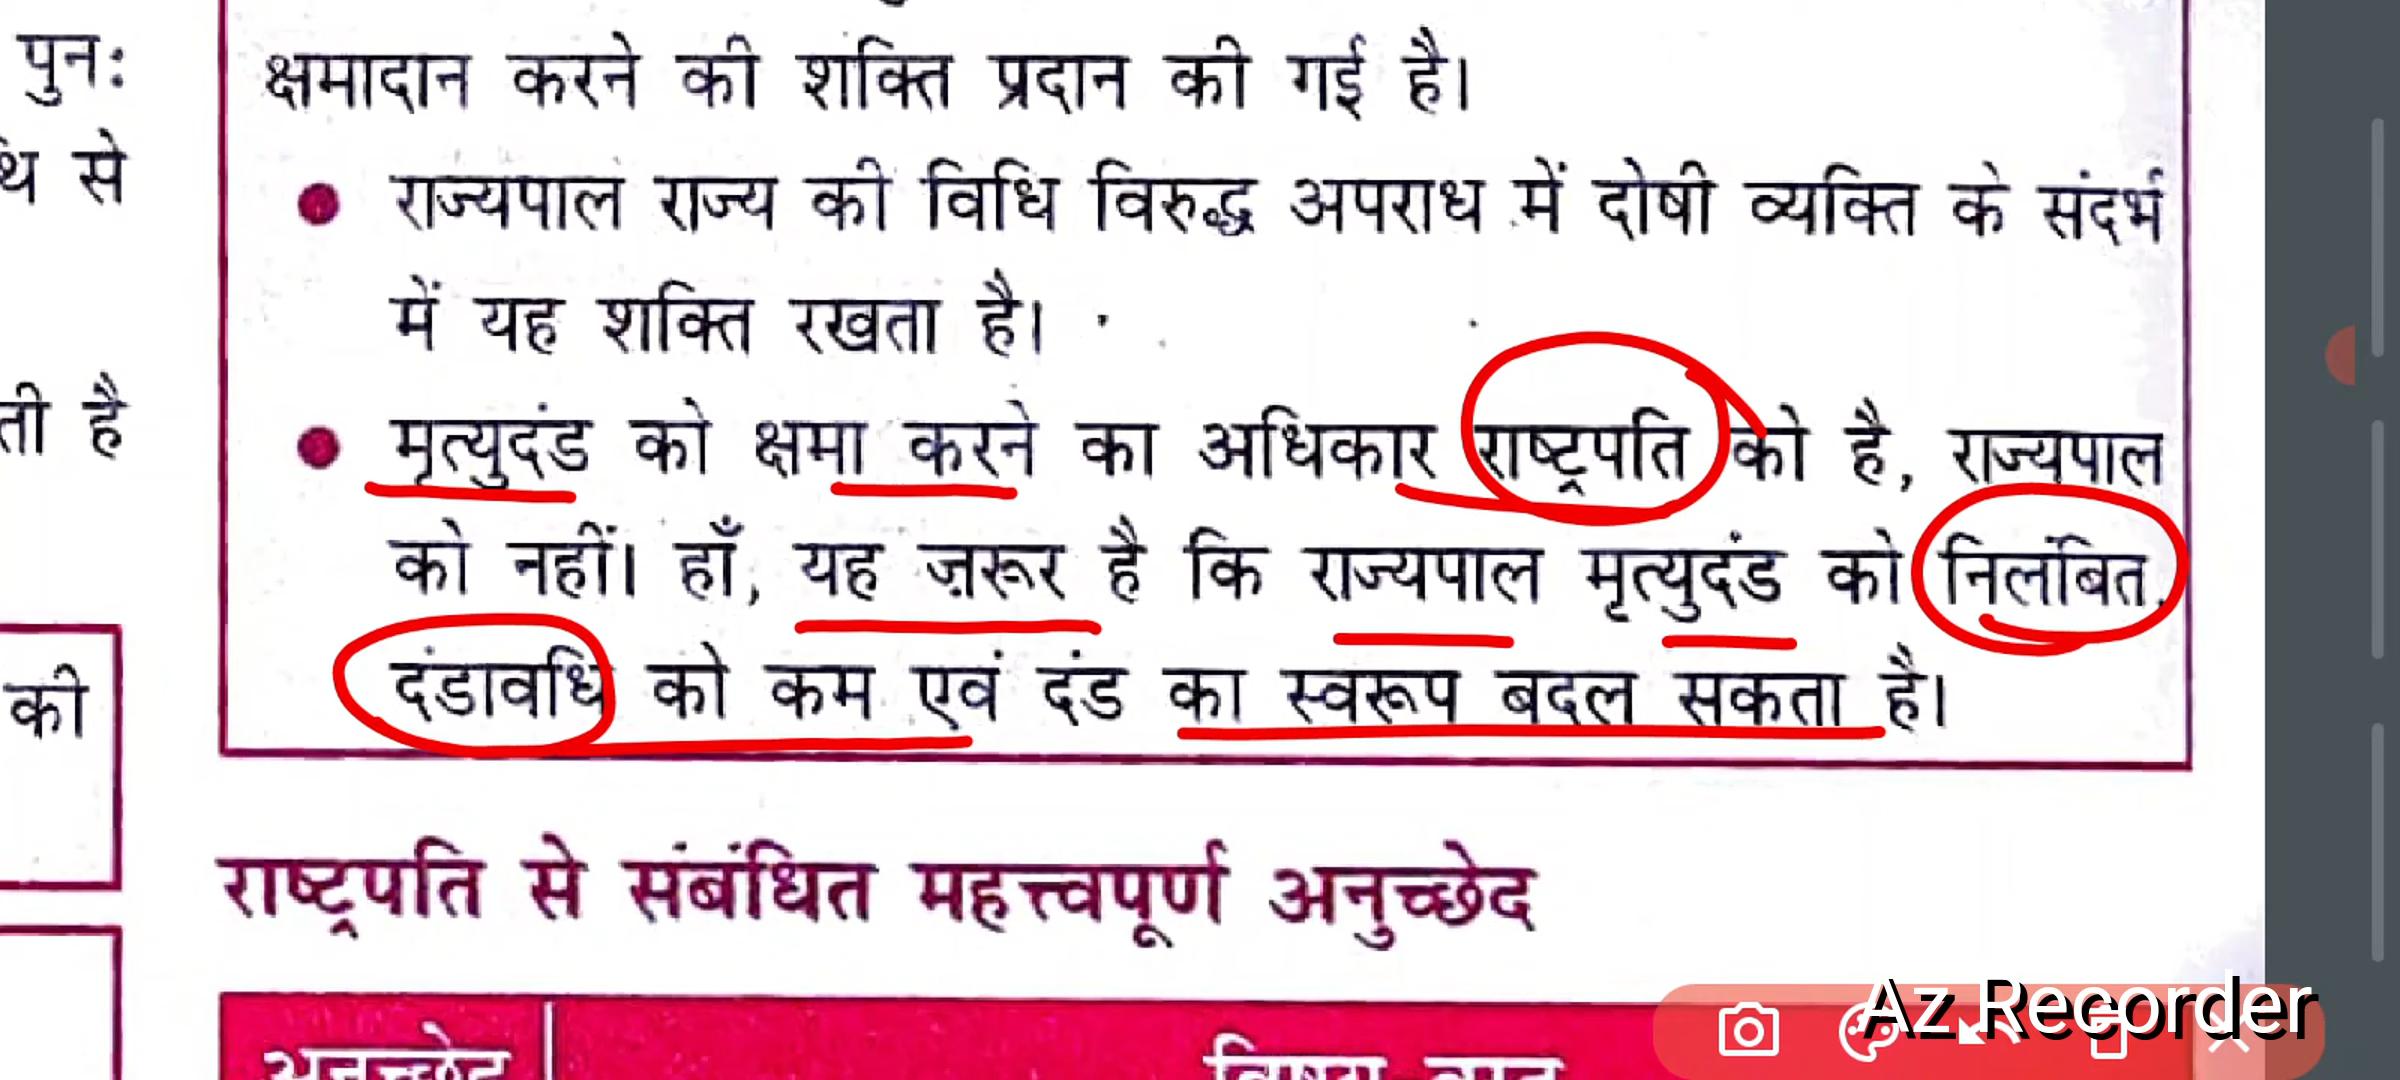 पुनः
थि से
ती है
की
क्षमादान करने की शक्ति प्रदान की गई है।
● राज्यपाल राज्य की विधि विरुद्ध अपराध में दोषी व्यक्ति के संदर्भ
में यह शक्ति रखता है।
● मृत्युदंड को क्षमा करने का अधिकार राष्ट्रपति को है, राज्यपाल
को नहीं। हाँ, यह ज़रूर है कि राज्यपाल मृत्युदंड को निलंबित,
दंडावधि को कम एवं दंड का स्वरूप बदल सकता है।
राष्ट्रपति से संबंधित महत्त्वपूर्ण अनुच्छेद
अनुच्छेद
Az Recorder